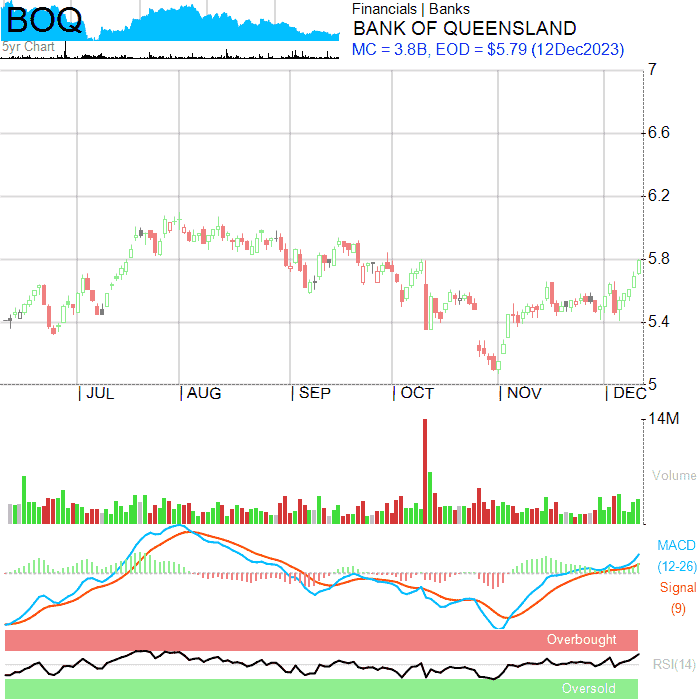 BOQ
5yr Chart
Financials | Banks
BANK OF QUEENSLAND
MC = 3.8B, EOD = $5.79 (12Dec2023)
7
6.6
6.2
5.8
5.4
5
| JUL | AUG | SEP | OCT | NOV | DEC
14M
Volume
MACD
(12-26)
Signal
(9)
Overbought
RSI(14)
Oversold